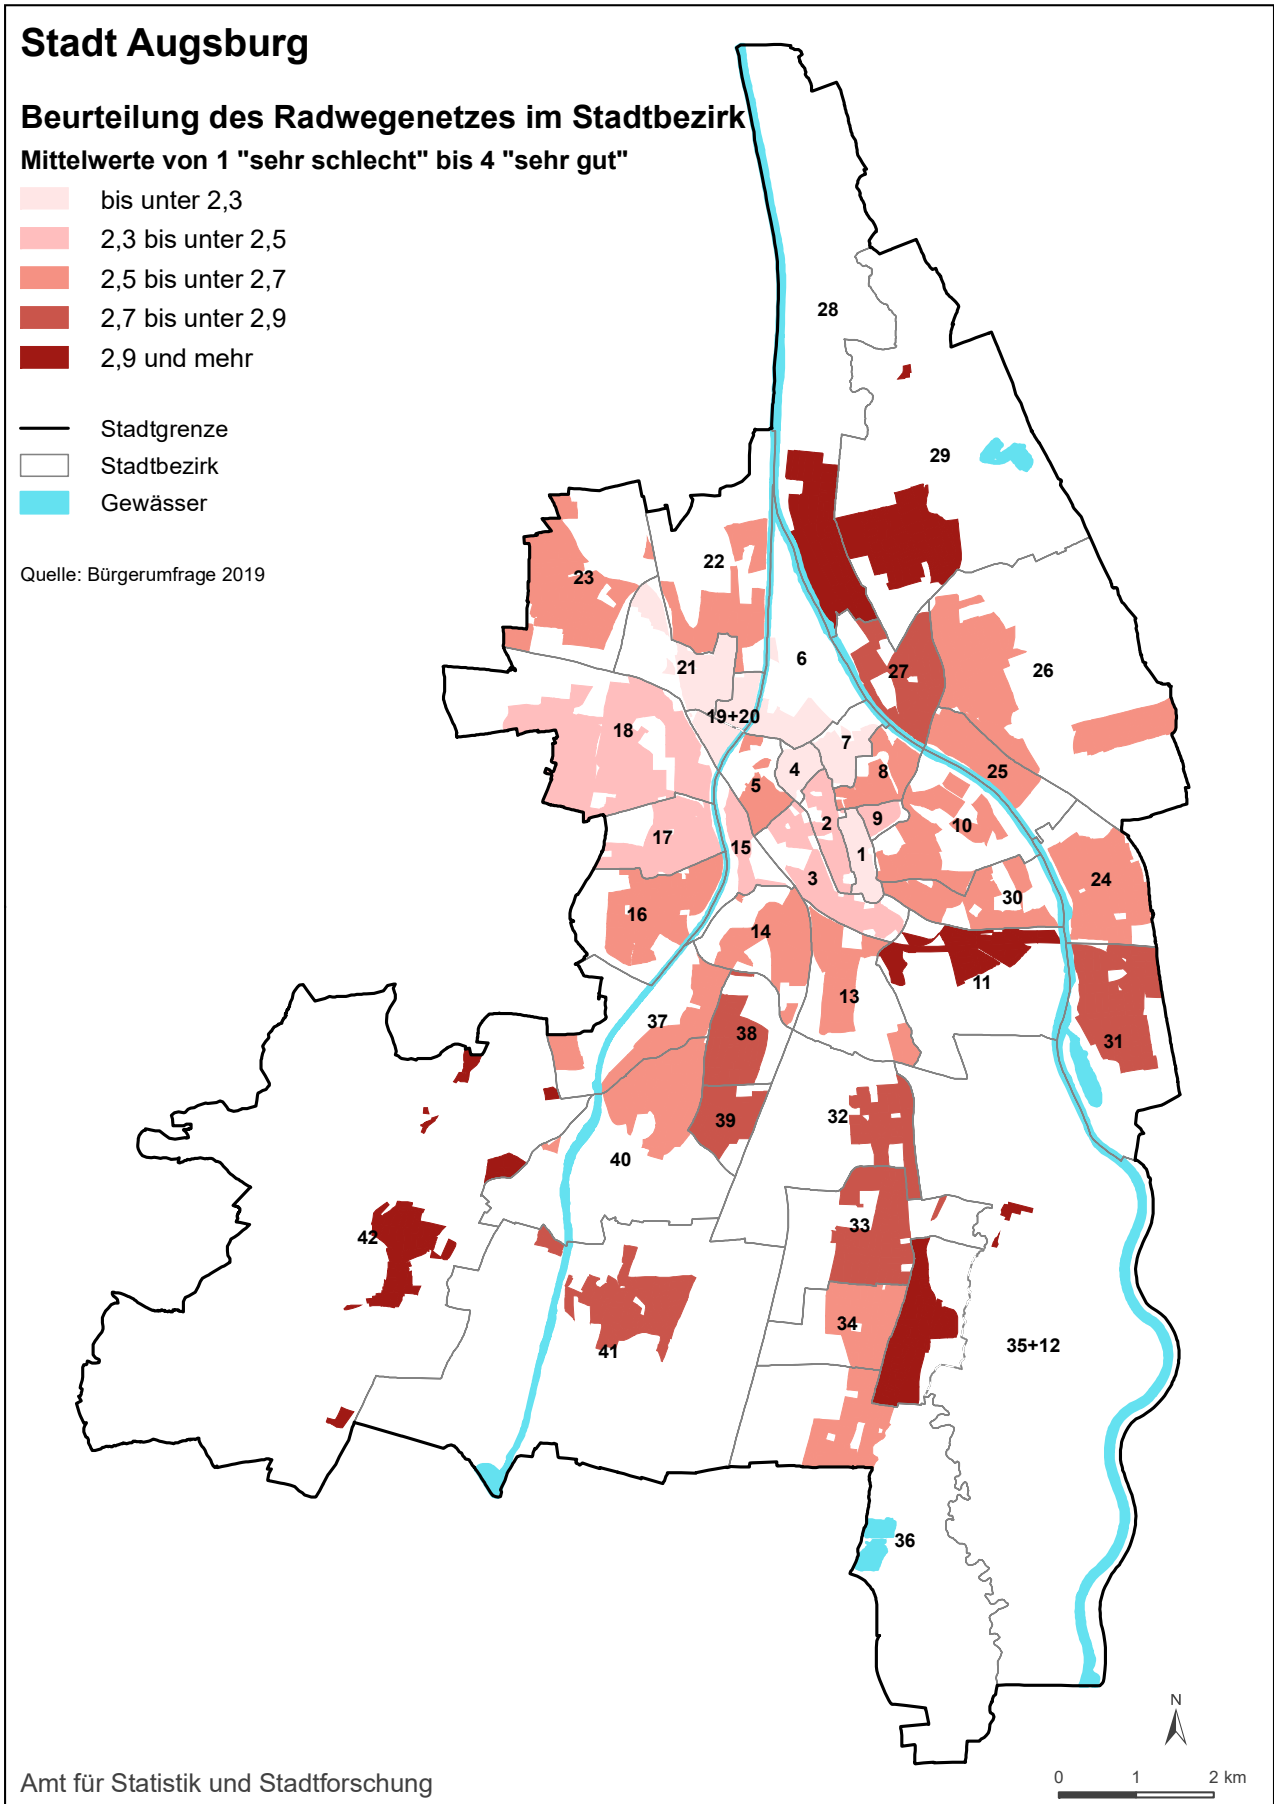 Stadt Augsburg
Beurteilung des Radwegenetzes im Stadtbezirk
Mittelwerte von 1 "sehr schlecht" bis 4 "sehr gut"
bis unter 2,3
2,3 bis unter 2,5
2,5 bis unter 2,7
2,7 bis unter 2,9
2,9 und mehr
Stadtgrenze
Stadtbezirk
Gewässer
Quelle: Bürgerumfrage 2019
28
29
22
23
6
21
27
26
19+20
18
7
4
8
25
5
2
9
10
17
15
1
3
24
30
16
14
11
13
37
38
31
32
39
40
33
42
34
35+12
41
36
N
0 1 2 km
Amt für Statistik und Stadtforschung